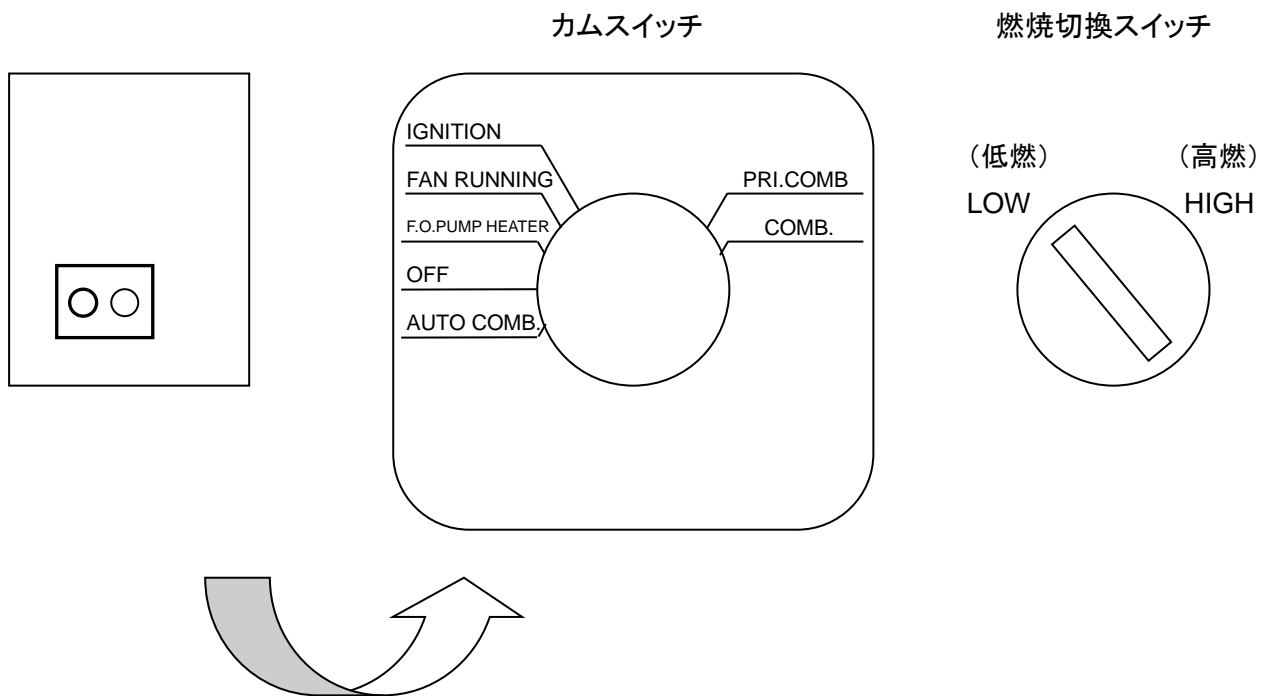 カムスイッチ
燃焼切換スイッチ
IGNITION
FAN RUNNING
F.O.PUMP HEATER
OFF
AUTO COMB.
PRI.COMB
COMB.
（低燃）
（高燃）
LOW
HIGH